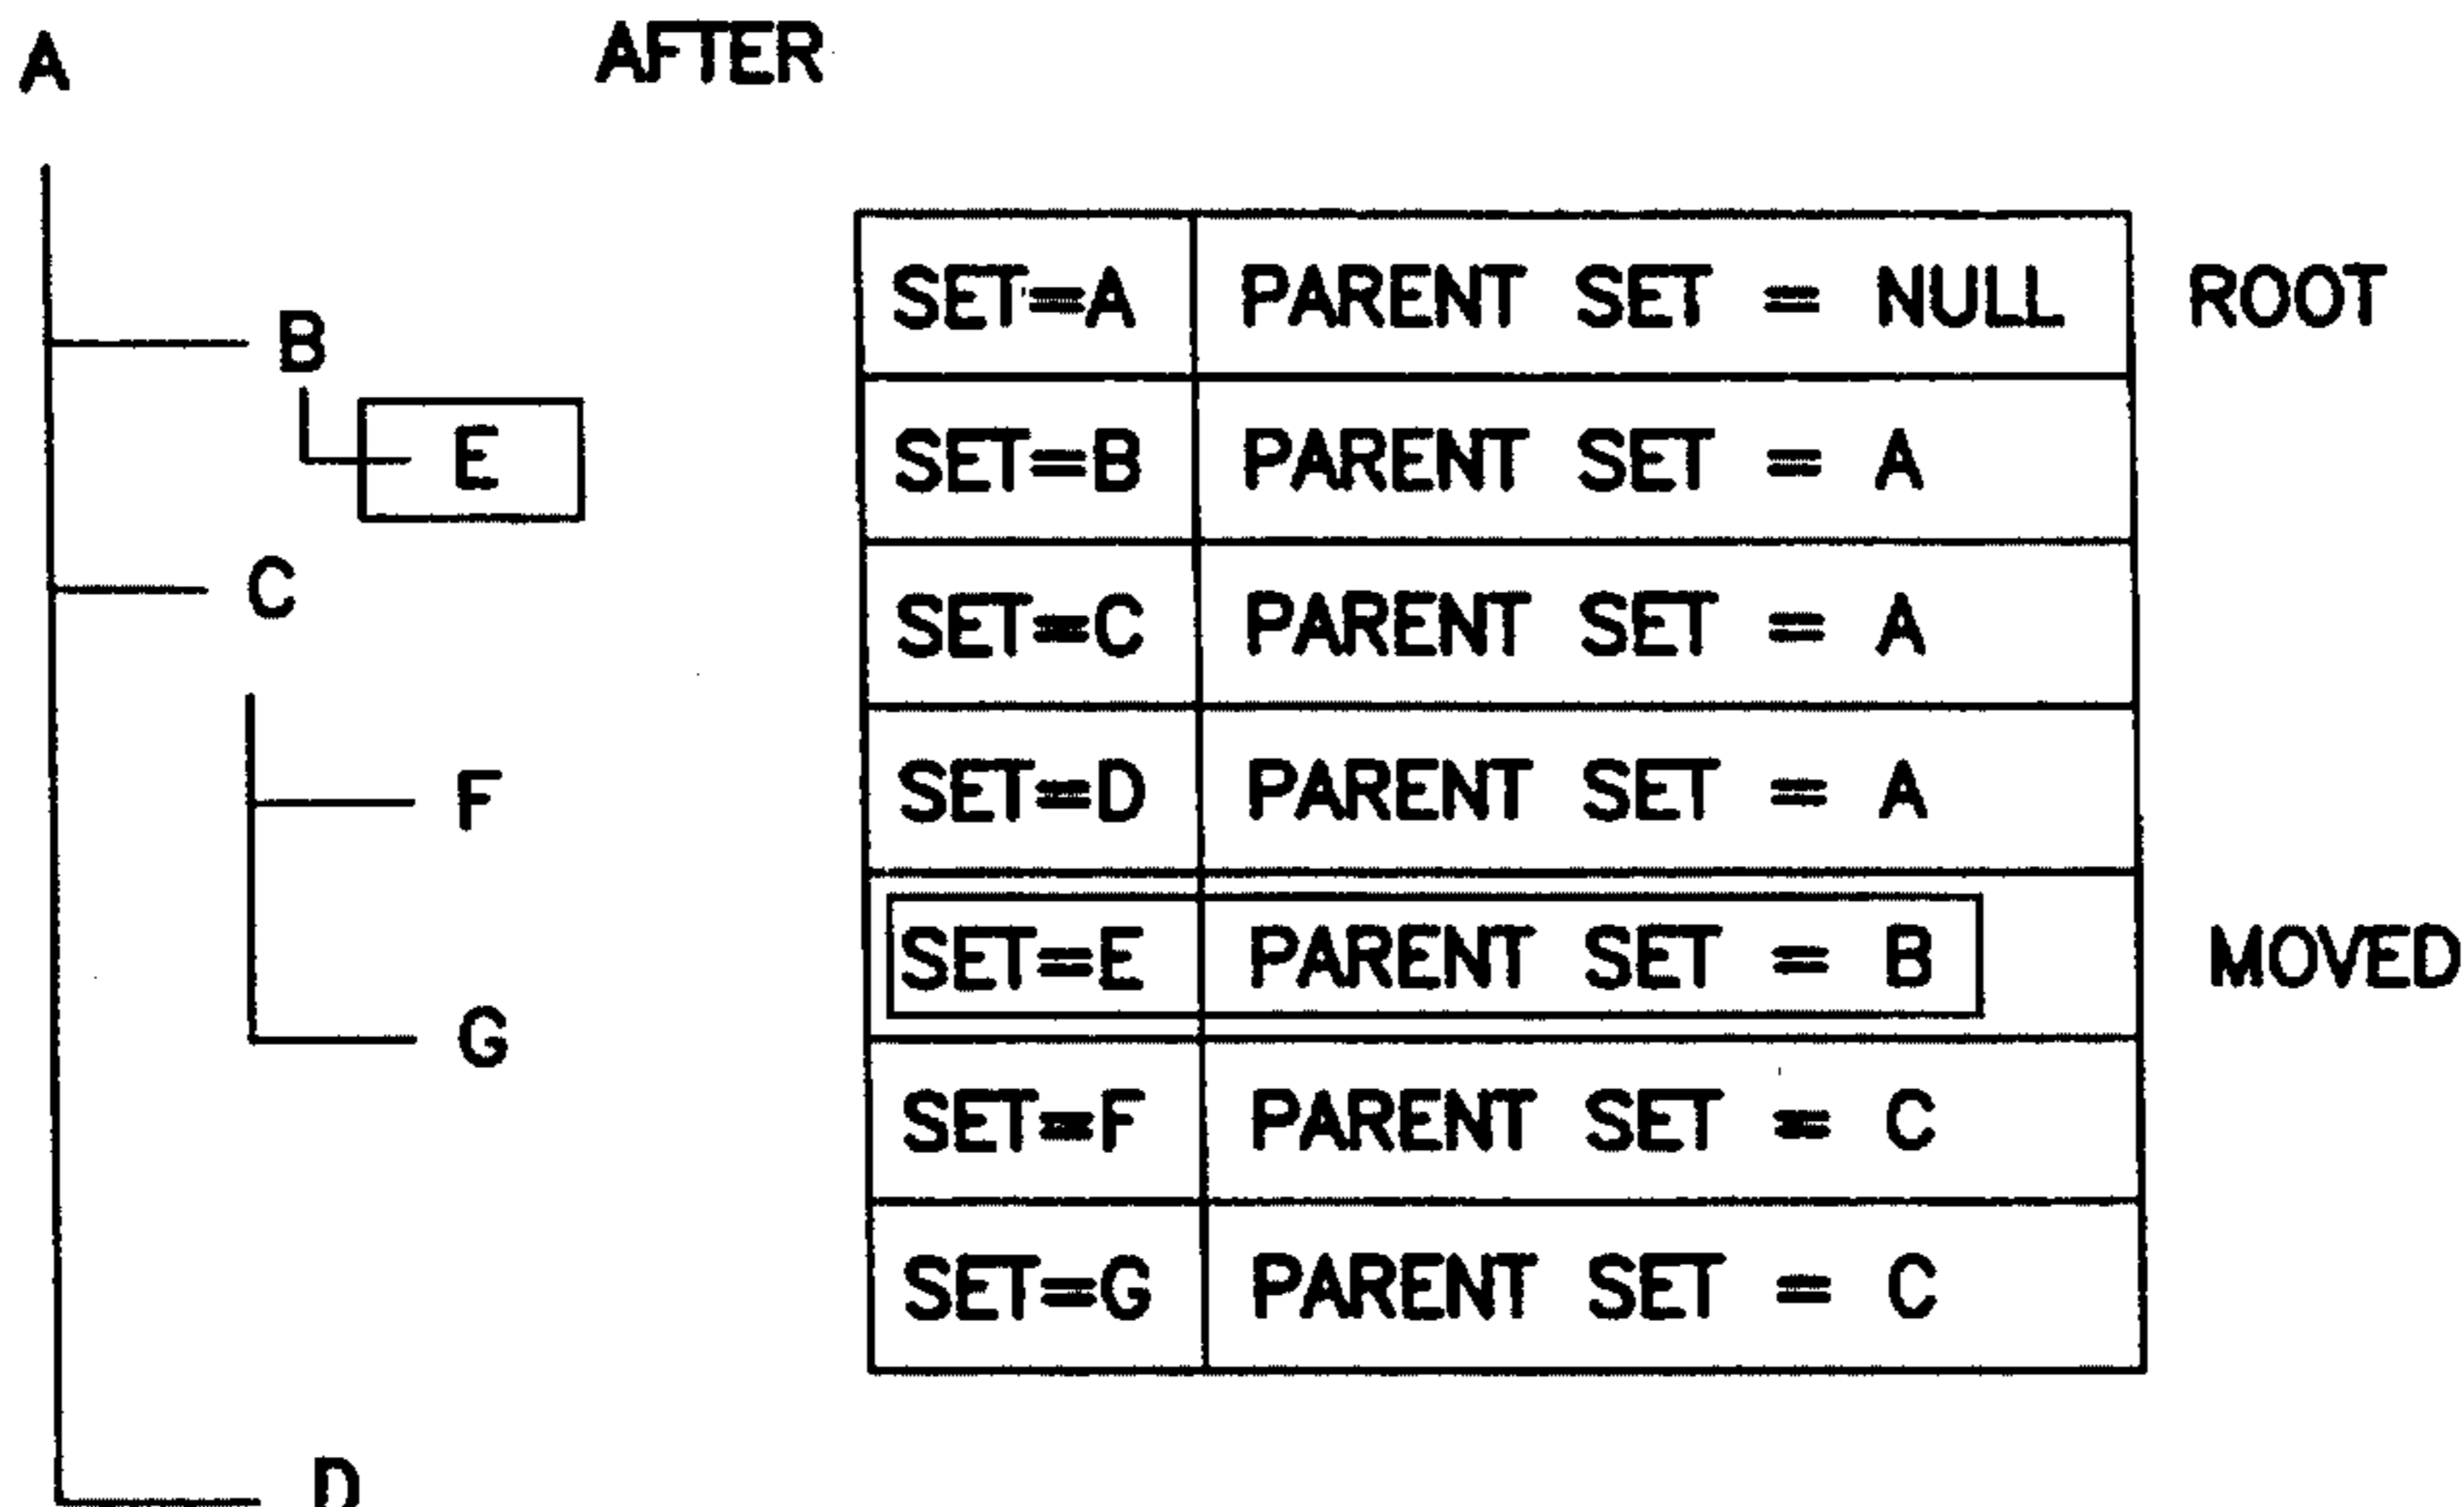 A
AFTER
B
E
C
F
G
D
SET=A PARENT SET = NULL ROOT
SET=B PARENT SET = A
SET=C PARENT SET = A
SET=D PARENT SET = A
SET=E PARENT SET = B MOVED
SET=F PARENT SET = C
SET=G PARENT SET = C